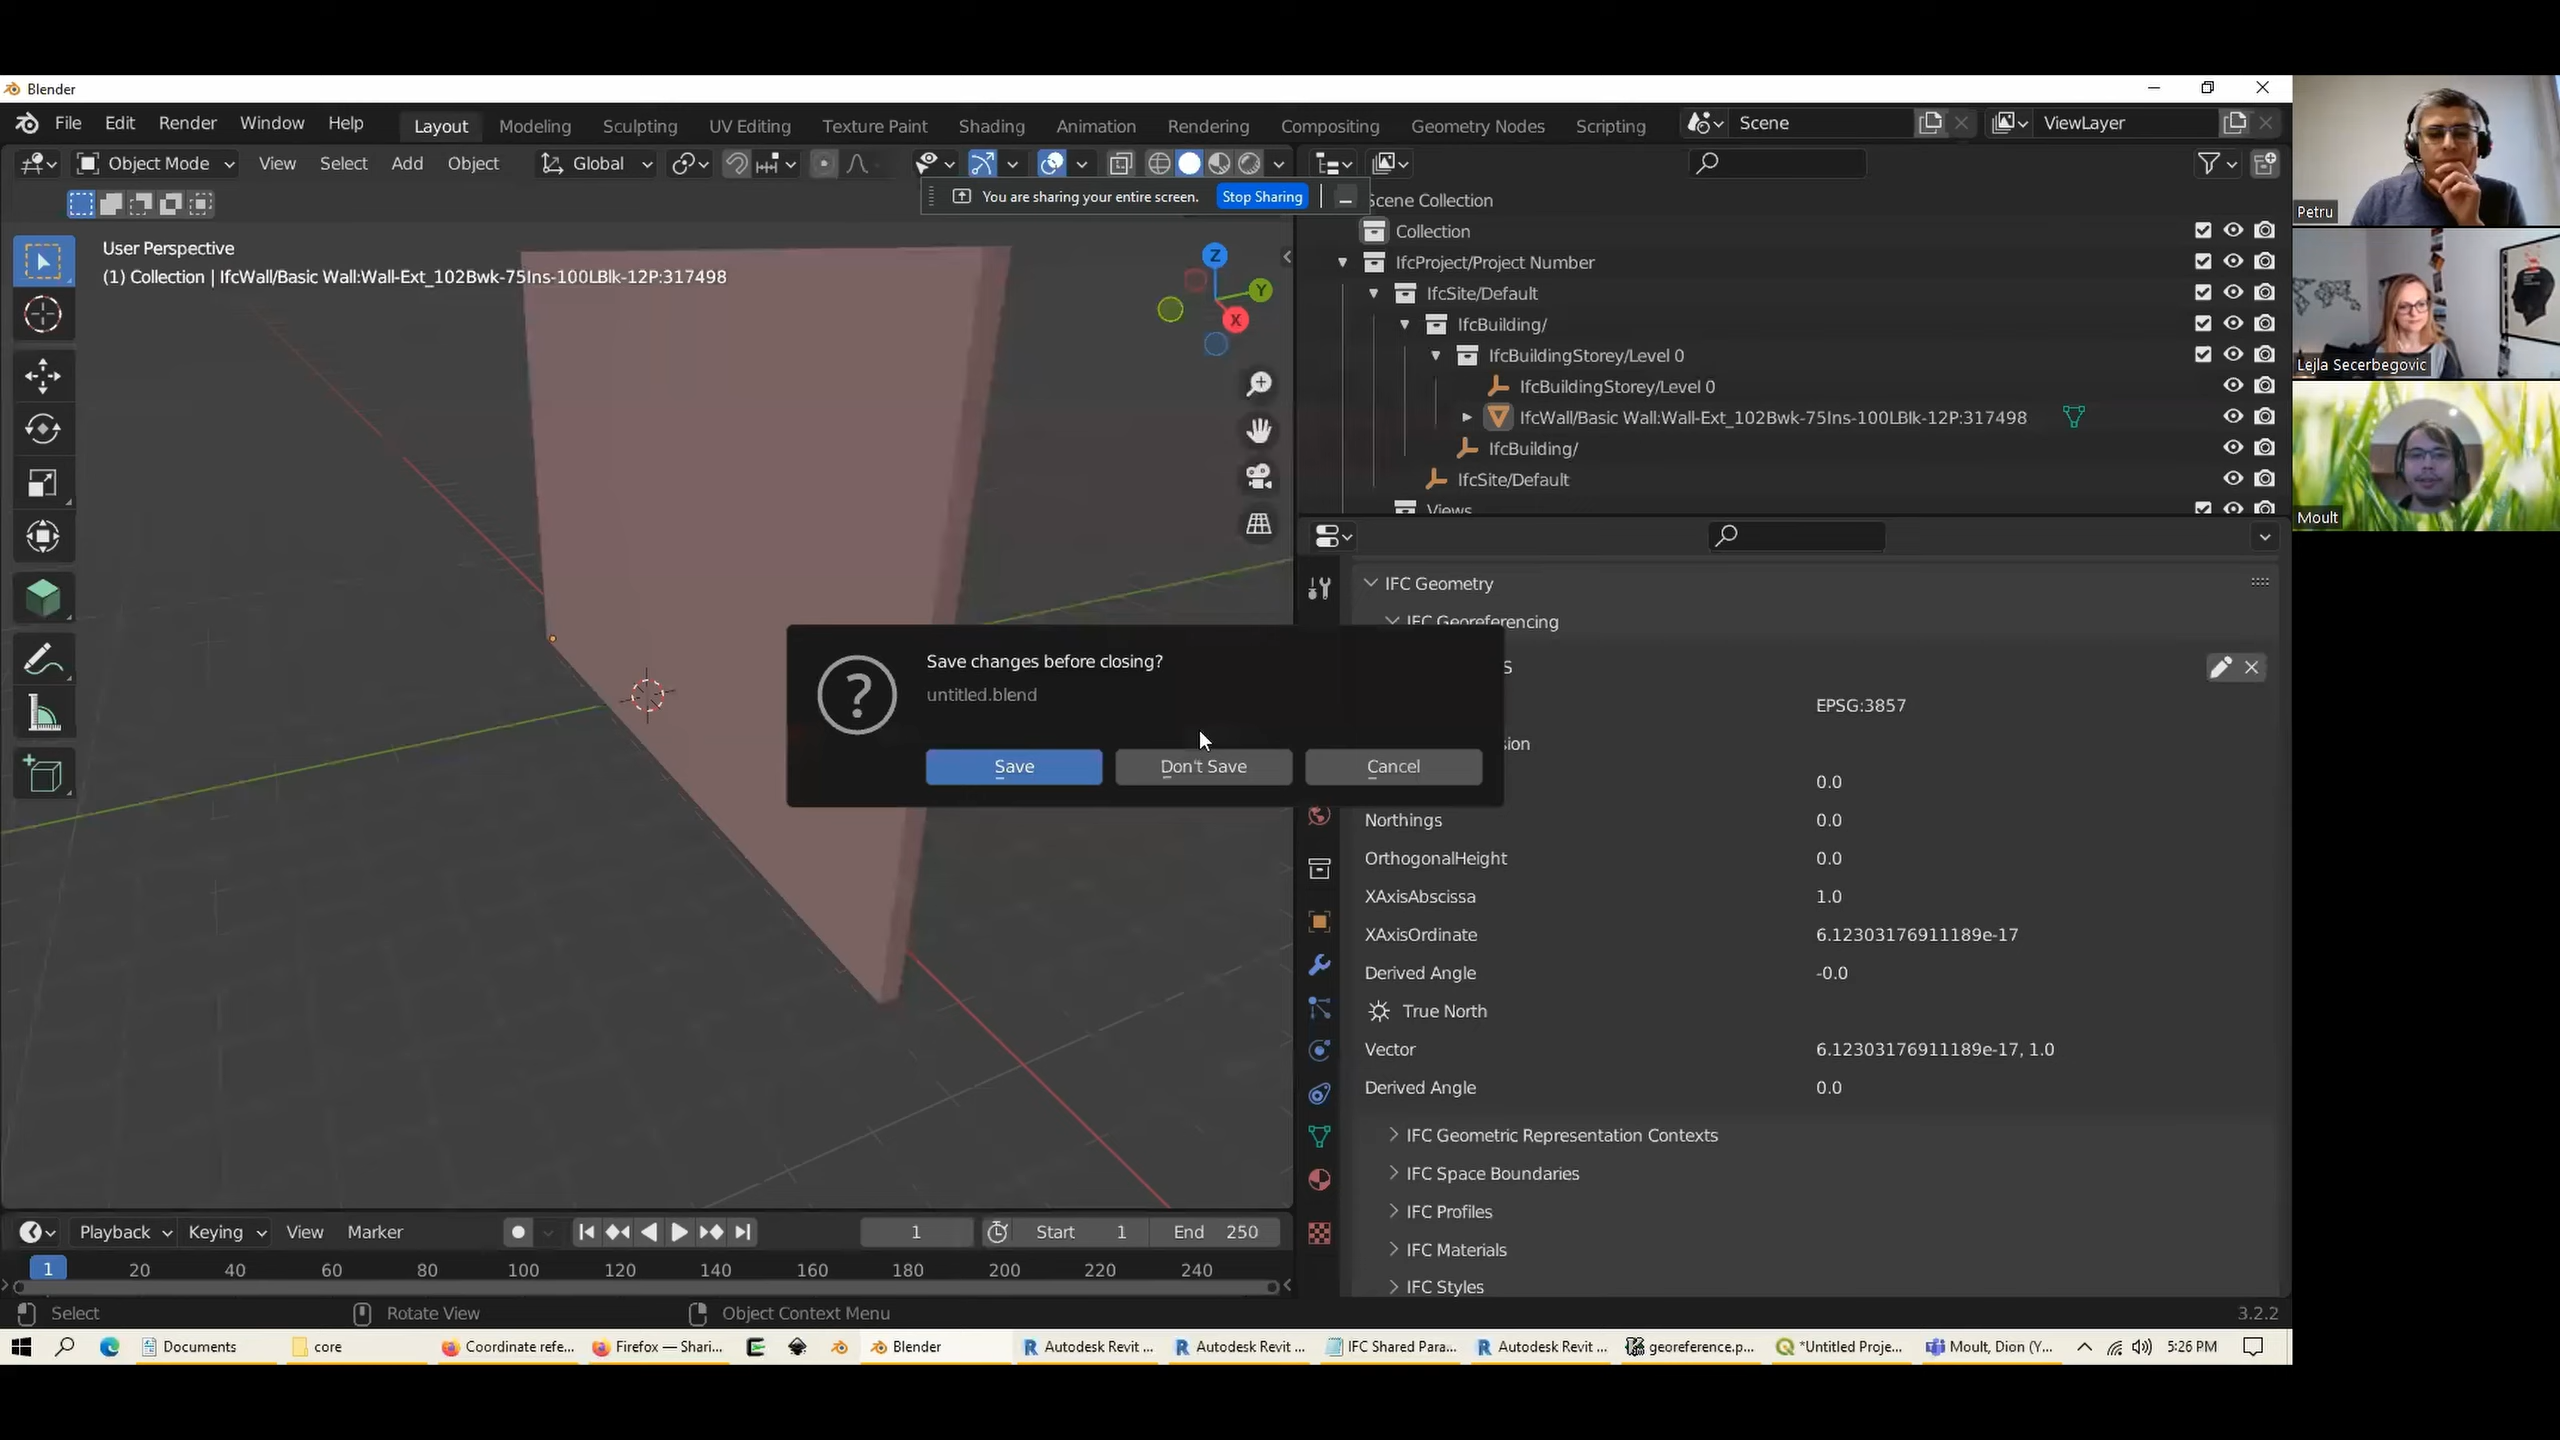 Blender
File Edit Render Window Help
Layout Modeling Sculpting UV Editing Texture Paint Shading Animation Rendering Compositing Geometry Nodes Scripting
Scene
ViewLayer
Object Mode View Select Add Object Global
You are sharing your entire screen. Stop Sharing
User Perspective
(1) Collection | IfcWall/Basic Wall:Wall-Ext_102Bwk-75Ins-100LBlk-12P:317498
Z
Y
X
Scene Collection
Collection
IfcProject/Project Number
IfcSite/Default
IfcBuilding/
IfcBuildingStorey/Level 0
IfcBuildingStorey/Level 0
IfcWall/Basic Wall:Wall-Ext_102Bwk-75Ins-100LBlk-12P:317498
IfcBuilding/
IfcSite/Default
Views
Petru
Lejla Secerbegovic
Moult
IFC Geometry
IFC Georeferencing
S
EPSG:3857
sion
0.0
Northings 0.0
OrthogonalHeight 0.0
XAxisAbscissa 1.0
XAxisOrdinate 6.12303176911189e-17
Derived Angle -0.0
True North
Vector 6.12303176911189e-17, 1.0
Derived Angle 0.0
IFC Geometric Representation Contexts
IFC Space Boundaries
IFC Profiles
IFC Materials
IFC Styles
?
Save changes before closing?
untitled.blend
Save Don't Save Cancel
Playback Keying View Marker 1 Start 1 End 250
1 20 40 60 80 100 120 140 160 180 200 220 240
Select Rotate View Object Context Menu 3.2.2
Documents core Coordinate refe... Firefox — Shari... Blender Autodesk Revit ... Autodesk Revit ... IFC Shared Para... Autodesk Revit ... georeference.p... *Untitled Proje... Moult, Dion (Y... 5:26 PM